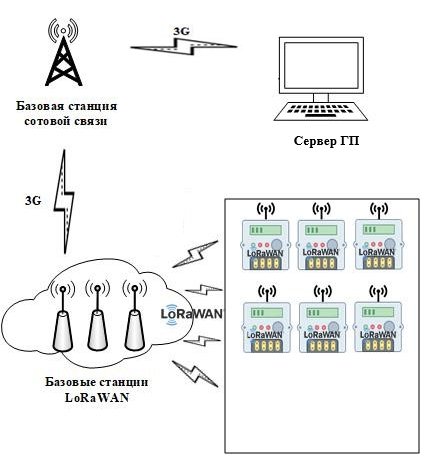 3G
Базовая станция
сотовой связи
Сервер ГП
3G
LoRaWAN
LoRaWAN
LoRaWAN
LoRaWAN
LoRaWAN
LoRaWAN
LoRaWAN
Базовые станции
LoRaWAN